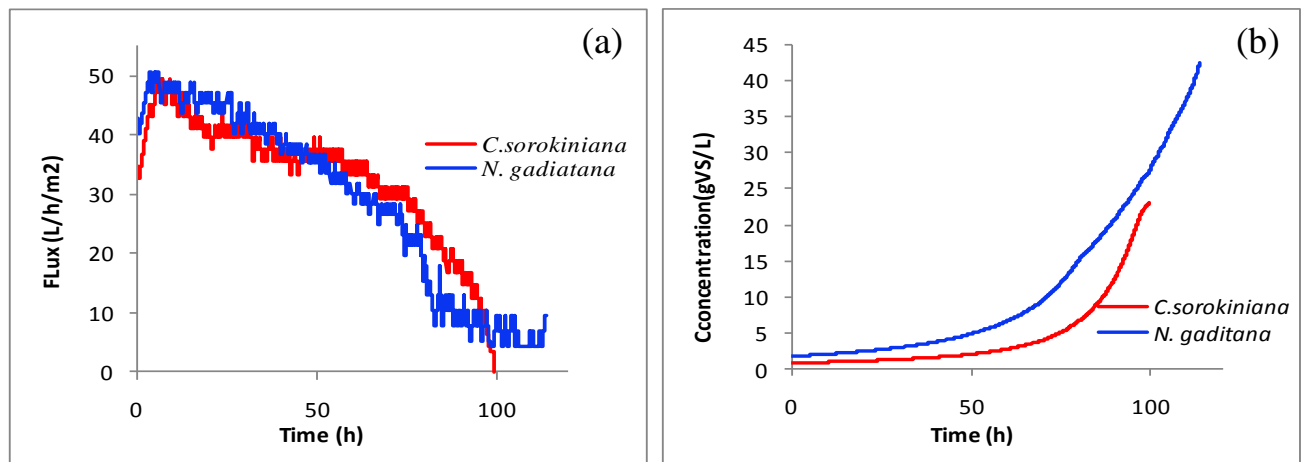 (a)
FLux (L/h/m2)
50
40
30
20
10
0
C.sorokiniana
N. gadiatana
0 50 100
Time (h)
(b)
Cconcentration(gVS/L)
45
40
35
30
25
20
15
10
5
0
C.sorokiniana
N. gaditana
0 50 100
Time (h)